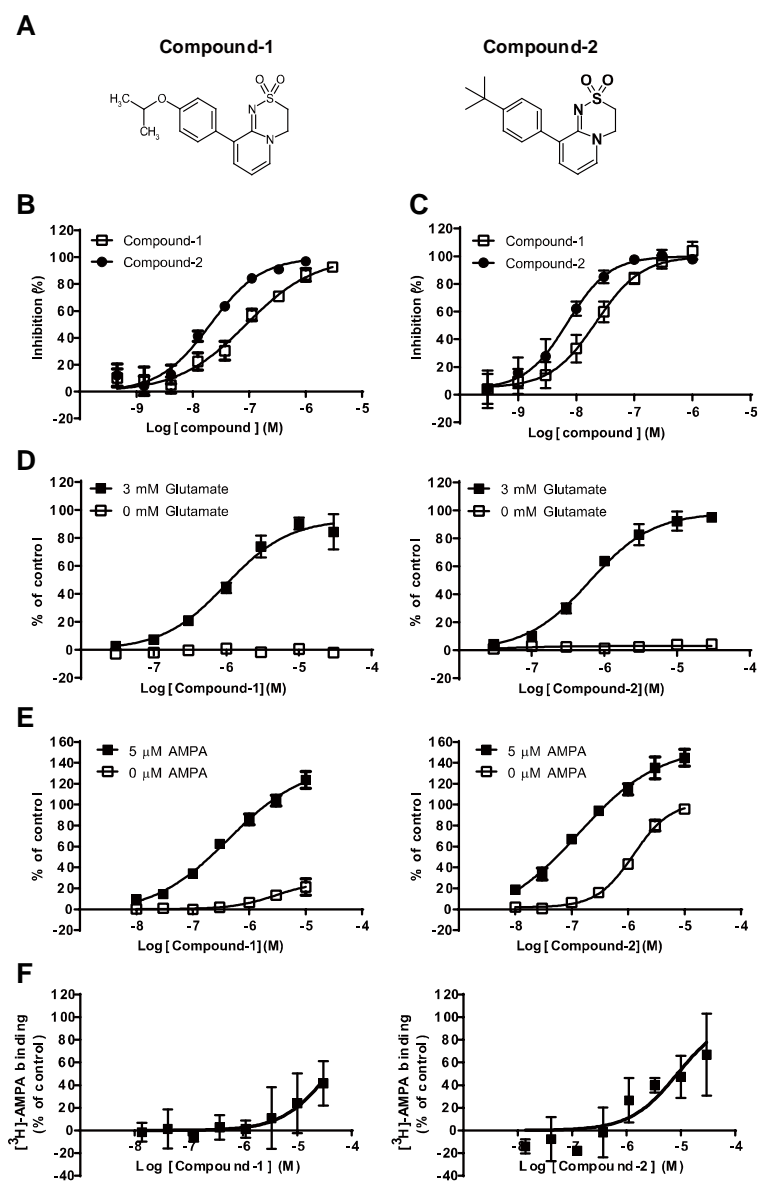 A
Compound-1
Compound-2
H₃C
O
CH₃
O O
S
N
N
O O
S
N
N
B
120
100
80
60
40
20
0
-20
Inhibition (%)
Compound-1
Compound-2
-9 -8 -7 -6 -5
Log [compound ] (M)
C
120
100
80
60
40
20
0
-20
Inhibition (%)
Compound-1
Compound-2
-9 -8 -7 -6 -5
Log [compound ] (M)
D
120
100
80
60
40
20
0
-20
% of control
3 mM Glutamate
0 mM Glutamate
-7 -6 -5 -4
Log [Compound-1] (M)
120
100
80
60
40
20
0
-20
% of control
3 mM Glutamate
0 mM Glutamate
-7 -6 -5 -4
Log [Compound-2] (M)
E
160
140
120
100
80
60
40
20
0
-20
% of control
5 μM AMPA
0 μM AMPA
-8 -7 -6 -5 -4
Log [Compound-1] (M)
160
140
120
100
80
60
40
20
0
-20
% of control
5 μM AMPA
0 μM AMPA
-8 -7 -6 -5 -4
Log [Compound-2] (M)
F
120
100
80
60
40
20
0
-20
-40
[³H]-AMPA binding
(% of control)
-8 -7 -6 -5 -4
Log [Compound-1] (M)
120
100
80
60
40
20
0
-20
-40
[³H]-AMPA binding
(% of control)
-8 -7 -6 -5 -4
Log [Compound-2] (M)